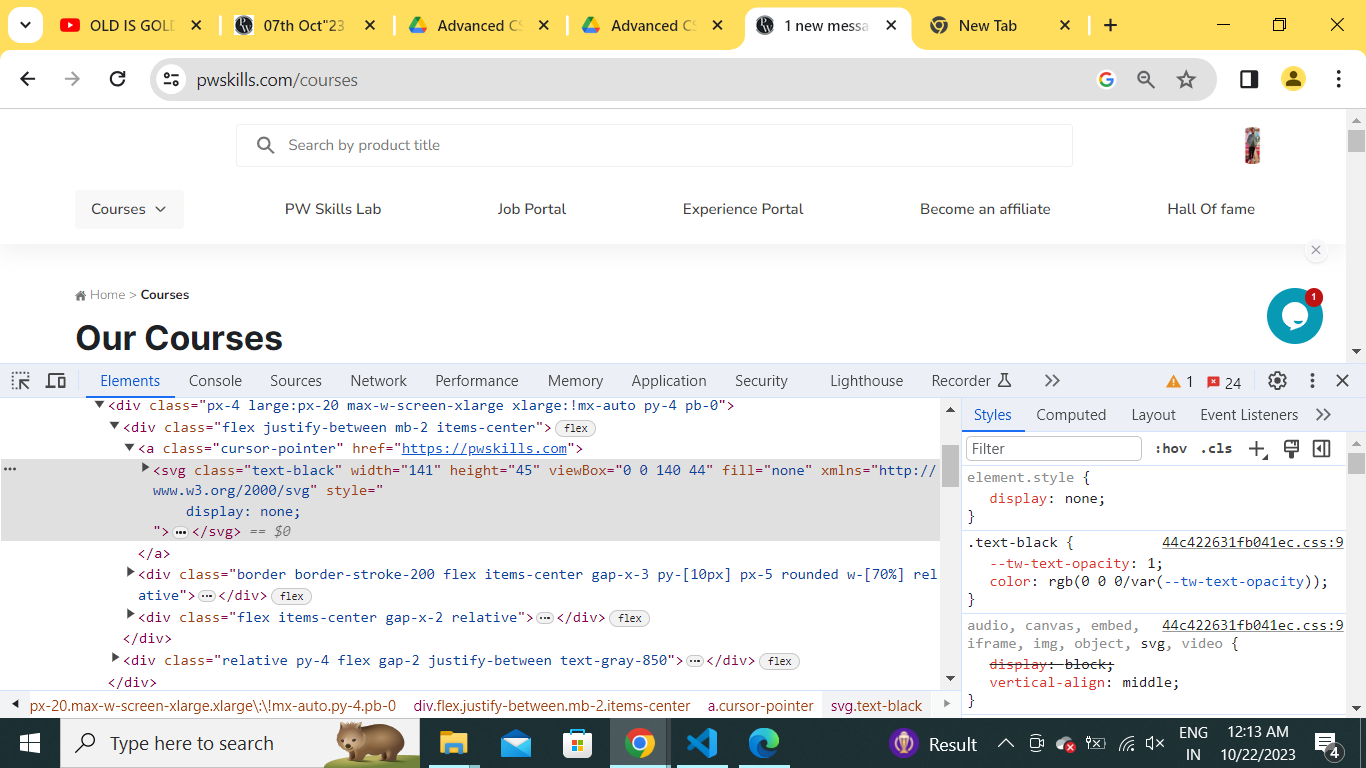 OLD IS GOLD
07th Oct"23
Advanced CS
Advanced CS
1 new messa
New Tab
pwskills.com/courses
Search by product title
Courses
PW Skills Lab
Job Portal
Experience Portal
Become an affiliate
Hall Of fame
Home > Courses
1
Our Courses
Elements
Console
Sources
Network
Performance
Memory
Application
Security
Lighthouse
Recorder
1
24
<div class="px-4 large:px-20 max-w-screen-xlarge xlarge:!mx-auto py-4 pb-0">
<div class="flex justify-between mb-2 items-center"> flex
<a class="cursor-pointer" href="https://pwskills.com">
<svg class="text-black" width="141" height="45" viewBox="0 0 140 44" fill="none" xmlns="http://
www.w3.org/2000/svg" style="
display: none;
">…</svg> == $0
</a>
<div class="border border-stroke-200 flex items-center gap-x-3 py-[10px] px-5 rounded w-[70%] rel
ative">…</div> flex
<div class="flex items-center gap-x-2 relative">…</div> flex
</div>
<div class="relative py-4 flex gap-2 justify-between text-gray-850">…</div> flex
</div>
px-20.max-w-screen-xlarge.xlarge\:\!mx-auto.py-4.pb-0
div.flex.justify-between.mb-2.items-center
a.cursor-pointer
svg.text-black
Styles
Computed
Layout
Event Listeners
Filter
:hov
.cls
element.style {
display: none;
}
.text-black {
44c422631fb041ec.css:9
--tw-text-opacity: 1;
color: rgb(0 0 0/var(--tw-text-opacity));
}
audio, canvas, embed,
44c422631fb041ec.css:9
iframe, img, object, svg, video {
display: block;
vertical-align: middle;
}
Type here to search
Result
ENG
IN
12:13 AM
10/22/2023
4